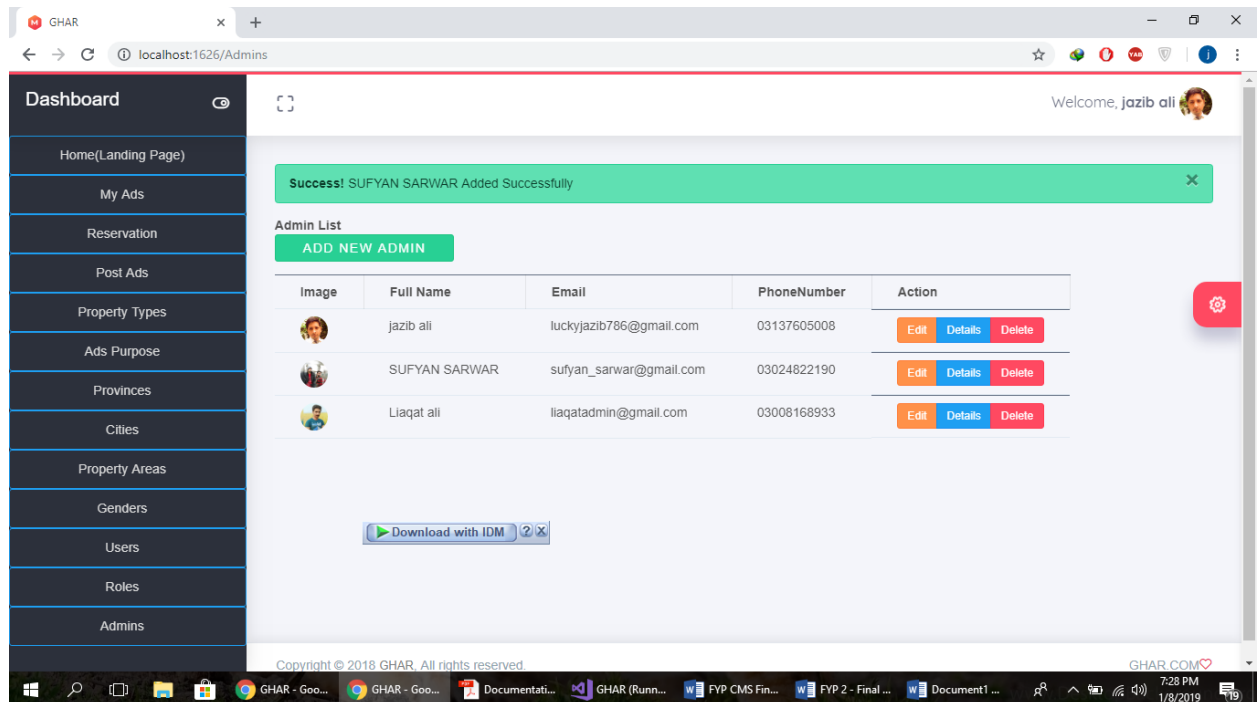 GHAR
localhost:1626/Admins
YAB
j
Dashboard
Welcome, jazib ali
Home(Landing Page)
My Ads
Reservation
Post Ads
Property Types
Ads Purpose
Provinces
Cities
Property Areas
Genders
Users
Roles
Admins
Success! SUFYAN SARWAR Added Successfully
Admin List
ADD NEW ADMIN
Image Full Name Email PhoneNumber Action
jazib ali luckyjazib786@gmail.com 03137605008 Edit Details Delete
SUFYAN SARWAR sufyan_sarwar@gmail.com 03024822190 Edit Details Delete
Liaqat ali liaqatadmin@gmail.com 03008168933 Edit Details Delete
Download with IDM ? X
Copyright © 2018 GHAR, All rights reserved. GHAR.COM
GHAR - Goo... GHAR - Goo... Documentati... GHAR (Runn... FYP CMS Fin... FYP 2 - Final ... Document1 ... 7:28 PM
1/8/2019
19